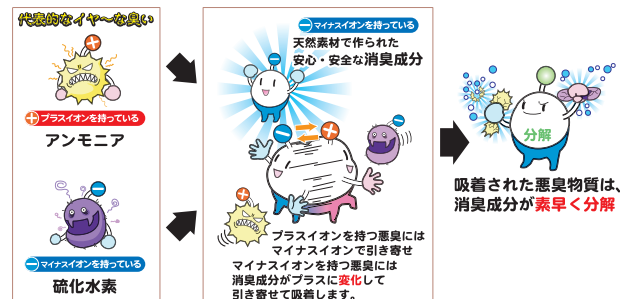 代表的なイヤ～な臭い
＋
＋プラスイオンを持っている
アンモニア
−
−マイナスイオンを持っている
硫化水素
−マイナスイオンを持っている
天然素材で作られた
安心・安全な消臭成分
−
−
＋
−
＋
プラスイオンを持つ悪臭には
マイナスイオンで引き寄せ
マイナスイオンを持つ悪臭には
消臭成分がプラスに変化して
引き寄せて吸着します。
分解
吸着された悪臭物質は、
消臭成分が素早く分解